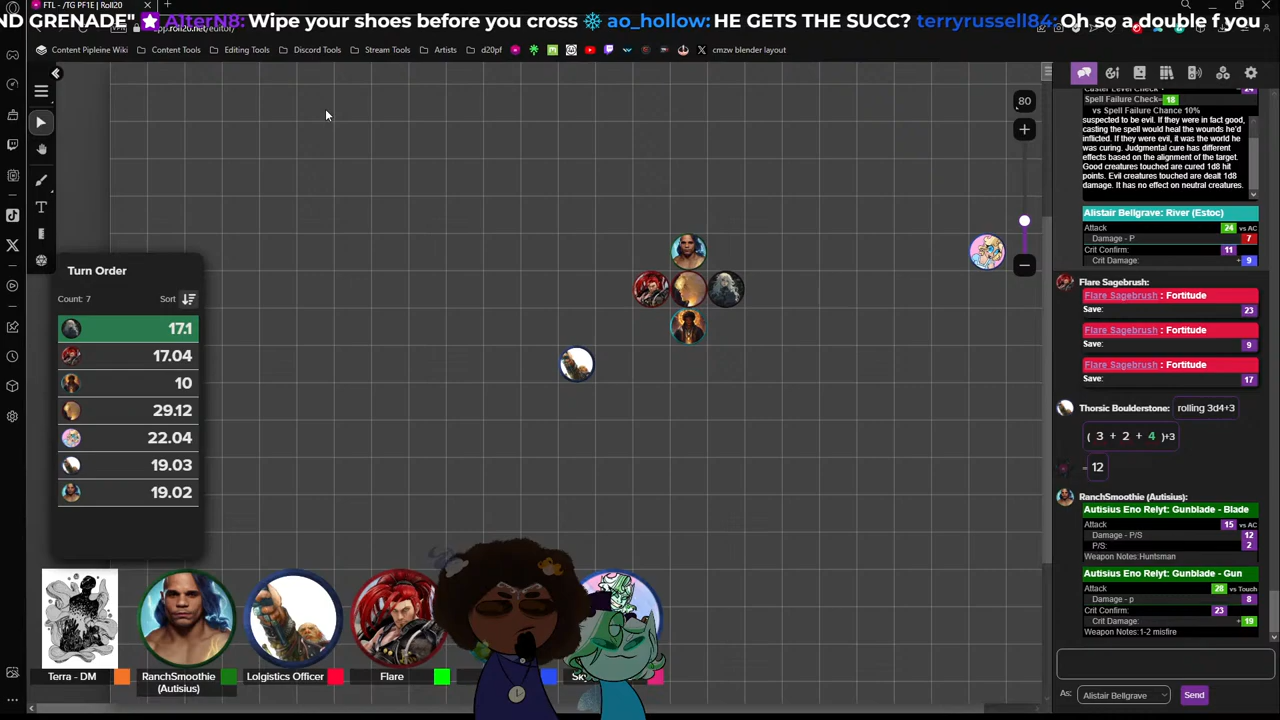 FTL - /TG PF1E | Roll20
ND GRENADE" AlterN8: Wipe your shoes before you cross ao_hollow: HE GETS THE SUCC? terryrussell84: Oh so a double f you
app.roll20.net/editor/
Content Pipleine Wiki Content Tools Editing Tools Discord Tools Stream Tools Artists d20pf cmzw blender layout
80
Turn Order
Count: 7 Sort
17.1
17.04
10
29.12
22.04
19.03
19.02
Terra - DM
RanchSmoothie
(Autisius)
Lolgistics Officer
Flare
Caster Level Check= 24
Spell Failure Check= 18
vs Spell Failure Chance 10%
suspected to be evil. If they were in fact good,
casting the spell would heal the wounds he'd
inflicted. If they were evil, it was the world he
was curing. Judgmental cure has different
effects based on the alignment of the target.
Good creatures touched are cured 1d8 hit
points. Evil creatures touched are dealt 1d8
damage. It has no effect on neutral creatures.
Alistair Bellgrave: River (Estoc)
Attack 24 vs AC
Damage - P 7
Crit Confirm: 11
Crit Damage: + 9
Flare Sagebrush:
Flare Sagebrush : Fortitude
Save: 23
Flare Sagebrush : Fortitude
Save: 9
Flare Sagebrush : Fortitude
Save: 17
Thorsic Boulderstone: rolling 3d4+3
( 3 + 2 + 4 )+3
= 12
RanchSmoothie (Autisius):
Autisius Eno Relyt: Gunblade - Blade
Attack 15 vs AC
Damage - P/S 12
P/S: 2
Weapon Notes: Huntsman
Autisius Eno Relyt: Gunblade - Gun
Attack 28 vs Touch
Damage - p 8
Crit Confirm: 23
Crit Damage: + 19
Weapon Notes:1-2 misfire
As: Alistair Bellgrave Send